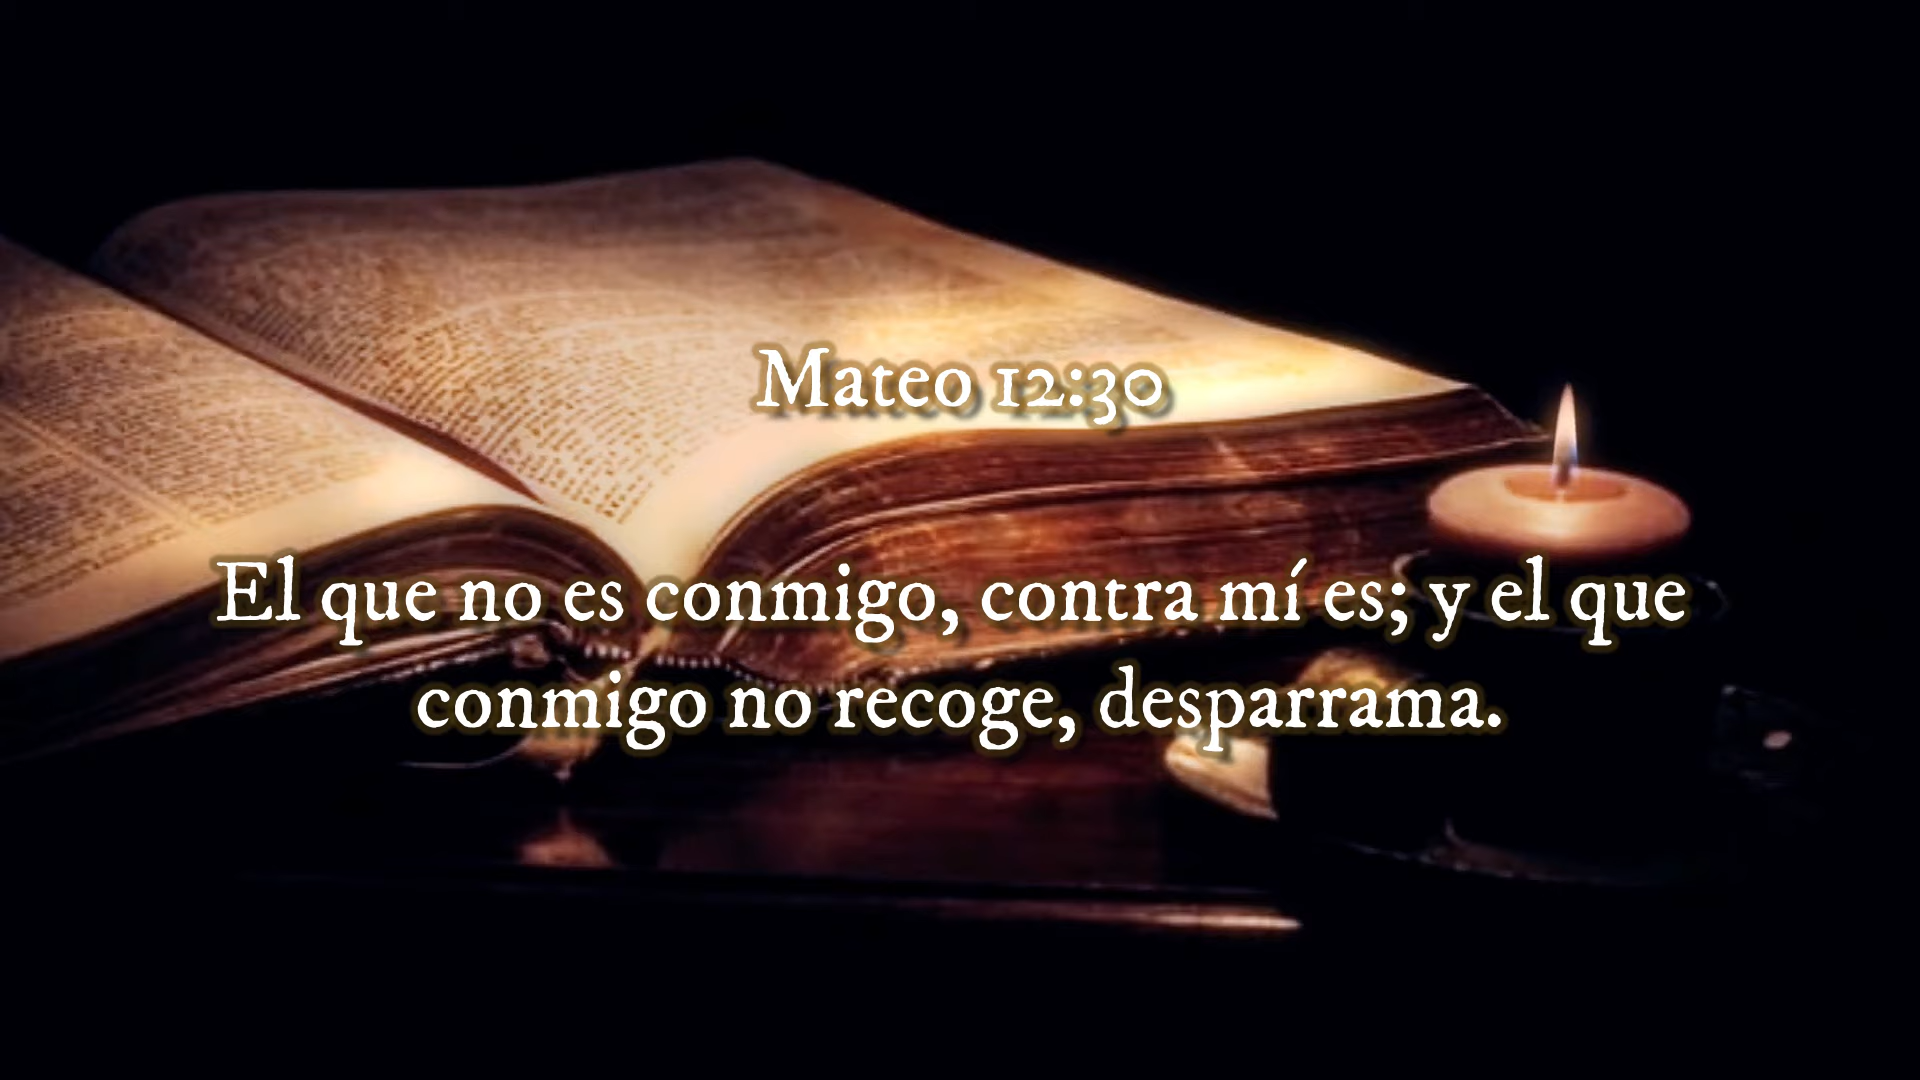 Mateo 12:30
El que no es conmigo, contra mí es; y el que
conmigo no recoge, desparrama.